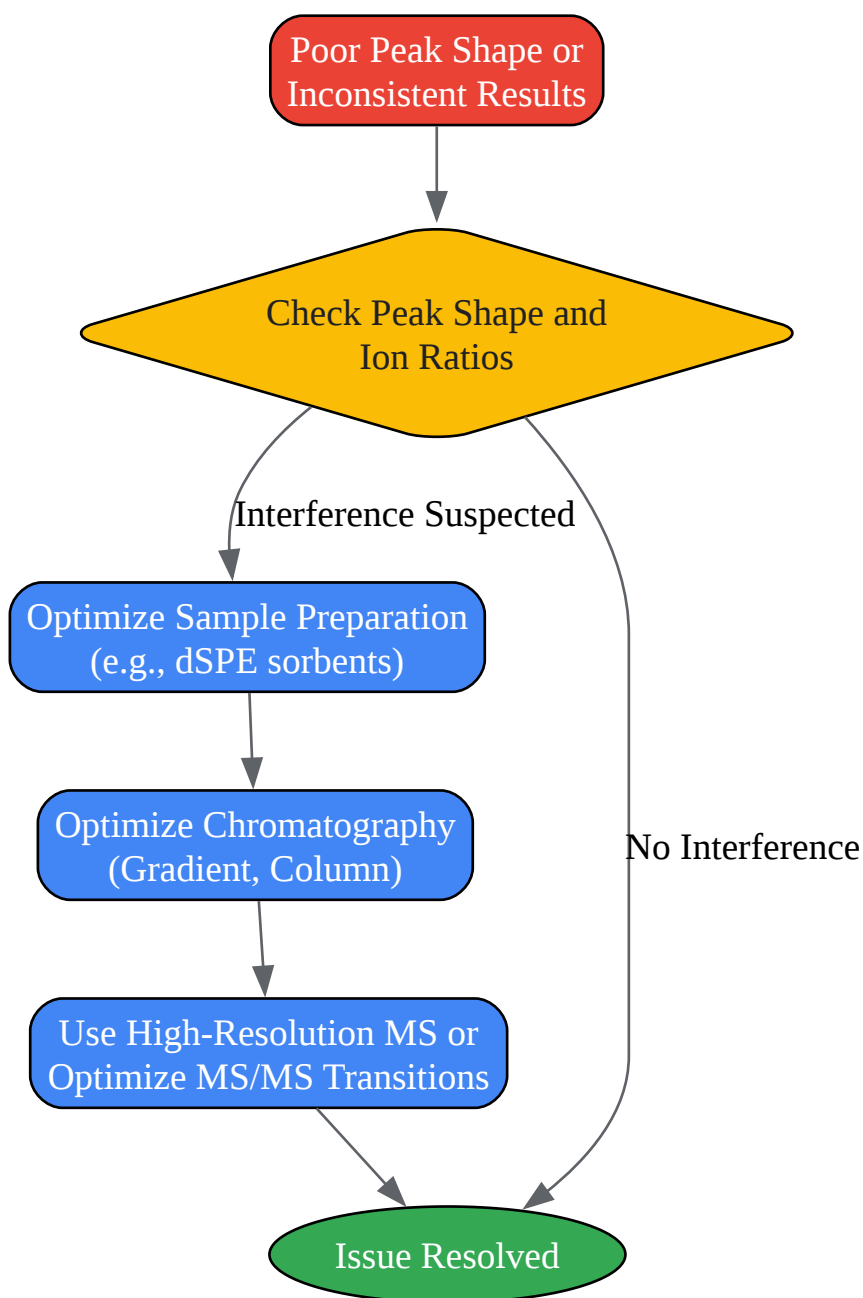 Poor Peak Shape or
Inconsistent Results
Check Peak Shape and
Ion Ratios
Interference Suspected
Optimize Sample Preparation
(e.g., dSPE sorbents)
Optimize Chromatography
(Gradient, Column)
No Interference
Use High-Resolution MS or
Optimize MS/MS Transitions
Issue Resolved